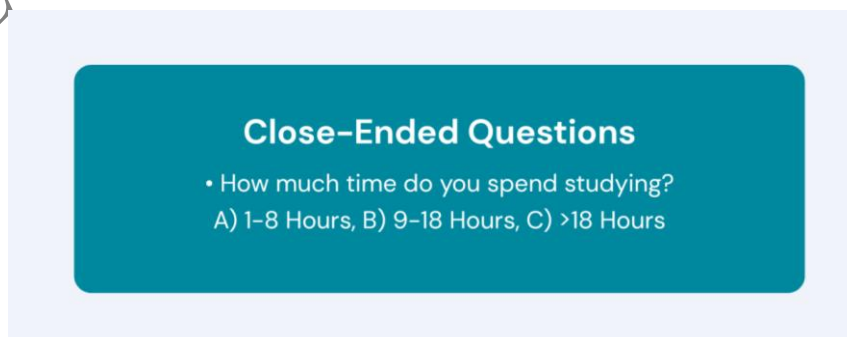 Close-Ended Questions
• How much time do you spend studying?
A) 1-8 Hours, B) 9-18 Hours, C) >18 Hours